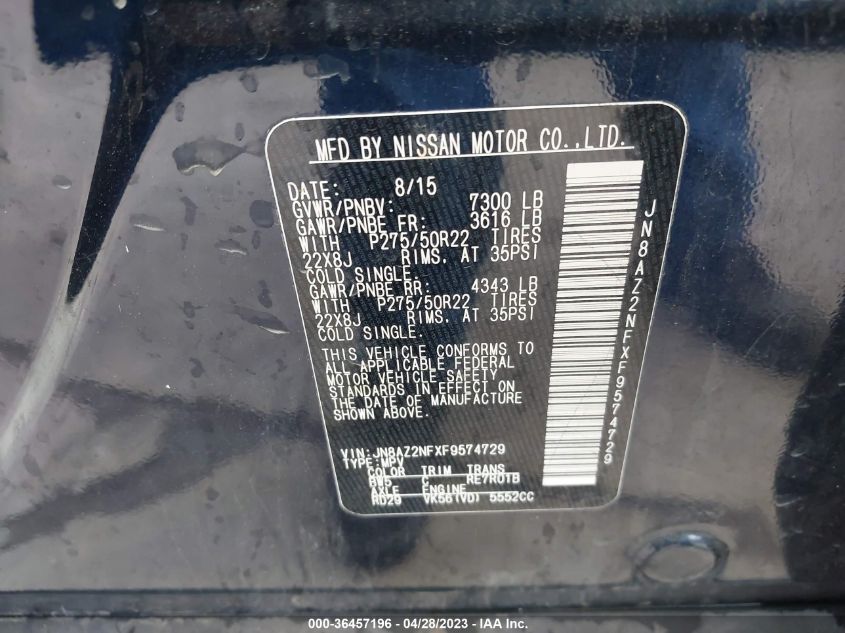 MFD BY NISSAN MOTOR CO.,LTD.
DATE: 8/15
GVWR/PNBV: 7300 LB
GAWR/PNBE FR: 3616 LB
WITH P275/50R22 TIRES
22X8J RIMS. AT 35PSI
COLD SINGLE.
GAWR/PNBE RR: 4343 LB
WITH P275/50R22 TIRES
22X8J RIMS. AT 35PSI
COLD SINGLE.
THIS VEHICLE CONFORMS TO
ALL APPLICABLE FEDERAL
MOTOR VEHICLE SAFETY
STANDARDS IN EFFECT ON
THE DATE OF MANUFACTURE
SHOWN ABOVE.
VIN:JN8AZ2NFXF9574729
TYPE:MPV
COLOR TRIM TRANS
BW5 C RE7R01B
AXLE ENGINE
RD29 VK56(VD) 5552CC
JN8AZ2NFXF9574729
000-36457196 - 04/28/2023 - © IAA Inc.